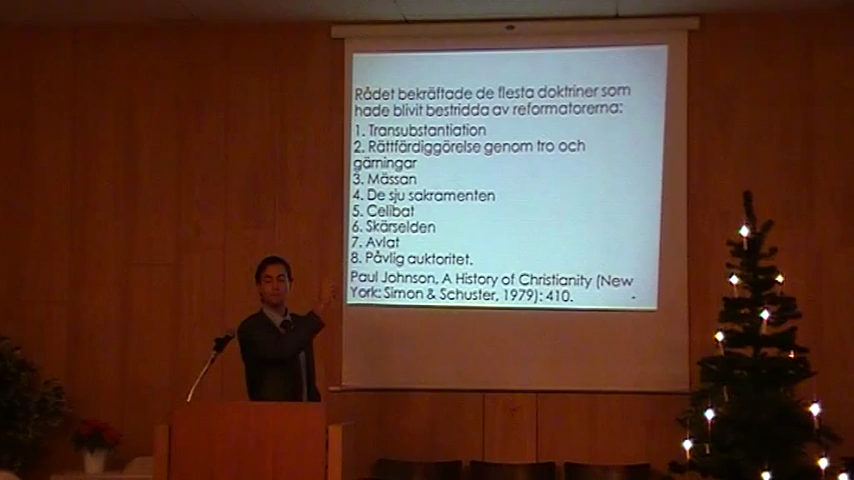 Rådet bekräftade de flesta doktriner som
hade blivit bestridda av reformatorerna:
1. Transubstantiation
2. Rättfärdiggörelse genom tro och
gärningar
3. Mässan
4. De sju sakramenten
5. Celibat
6. Skärselden
7. Avlat
8. Påvlig auktoritet.
Paul Johnson, A History of Christianity (New
York: Simon & Schuster, 1979): 410.